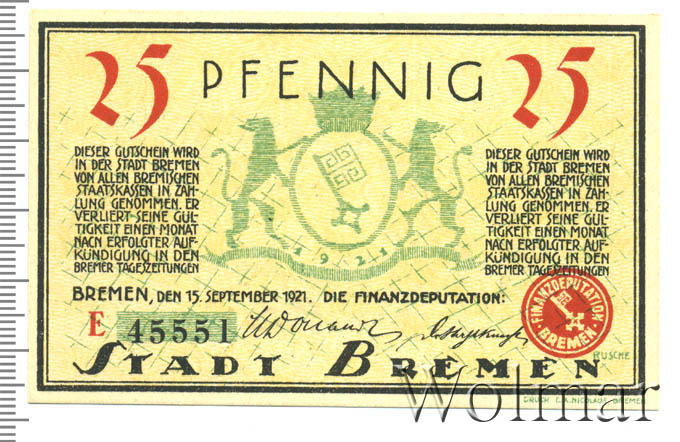 25 PFENNIG 25
DIESER GUTSCHEIN WIRD
IN DER STADT BREMEN
VON ALLEN BREMISCHEN
STAATSKASSEN IN ZAH-
LUNG GENOMMEN. ER
VERLIERT SEINE GÜL-
TIGKEIT EINEN MONAT
NACH ERFOLGTER AUF-
KÜNDIGUNG IN DEN
BREMER TAGESZEITUNGEN
DIESER GUTSCHEIN WIRD
IN DER STADT BREMEN
VON ALLEN BREMISCHEN
STAATSKASSEN IN ZAH-
LUNG GENOMMEN. ER
VERLIERT SEINE GÜL-
TIGKEIT EINEN MONAT
NACH ERFOLGTER AUF-
KÜNDIGUNG IN DEN
BREMER TAGESZEITUNGEN
1921
BREMEN, DEN 15. SEPTEMBER 1921. DIE FINANZDEPUTATION:
E 45551
FINANZDEPUTATION
BREMEN
RUSCHE
STADT BREMEN
DRUCK C.A. NICOLAUS BREMEN
Wolmar